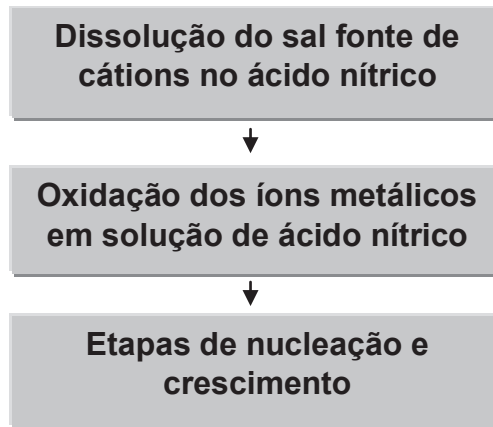 Dissolução do sal fonte de
cátions no ácido nítrico
Oxidação dos íons metálicos
em solução de ácido nítrico
Etapas de nucleação e
crescimento